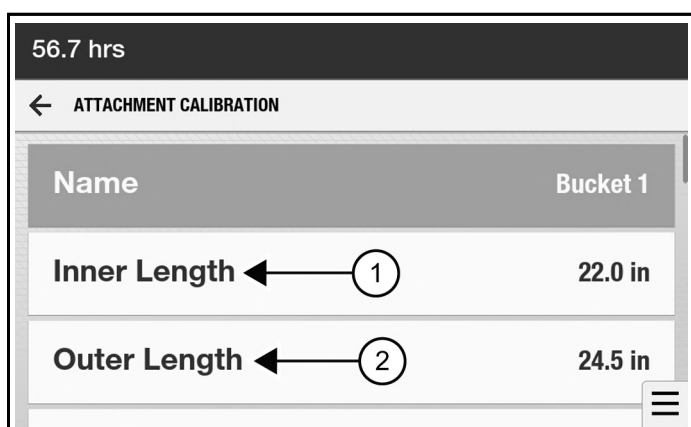 56.7 hrs
ATTACHMENT CALIBRATION
Name Bucket 1
Inner Length 1 22.0 in
Outer Length 2 24.5 in